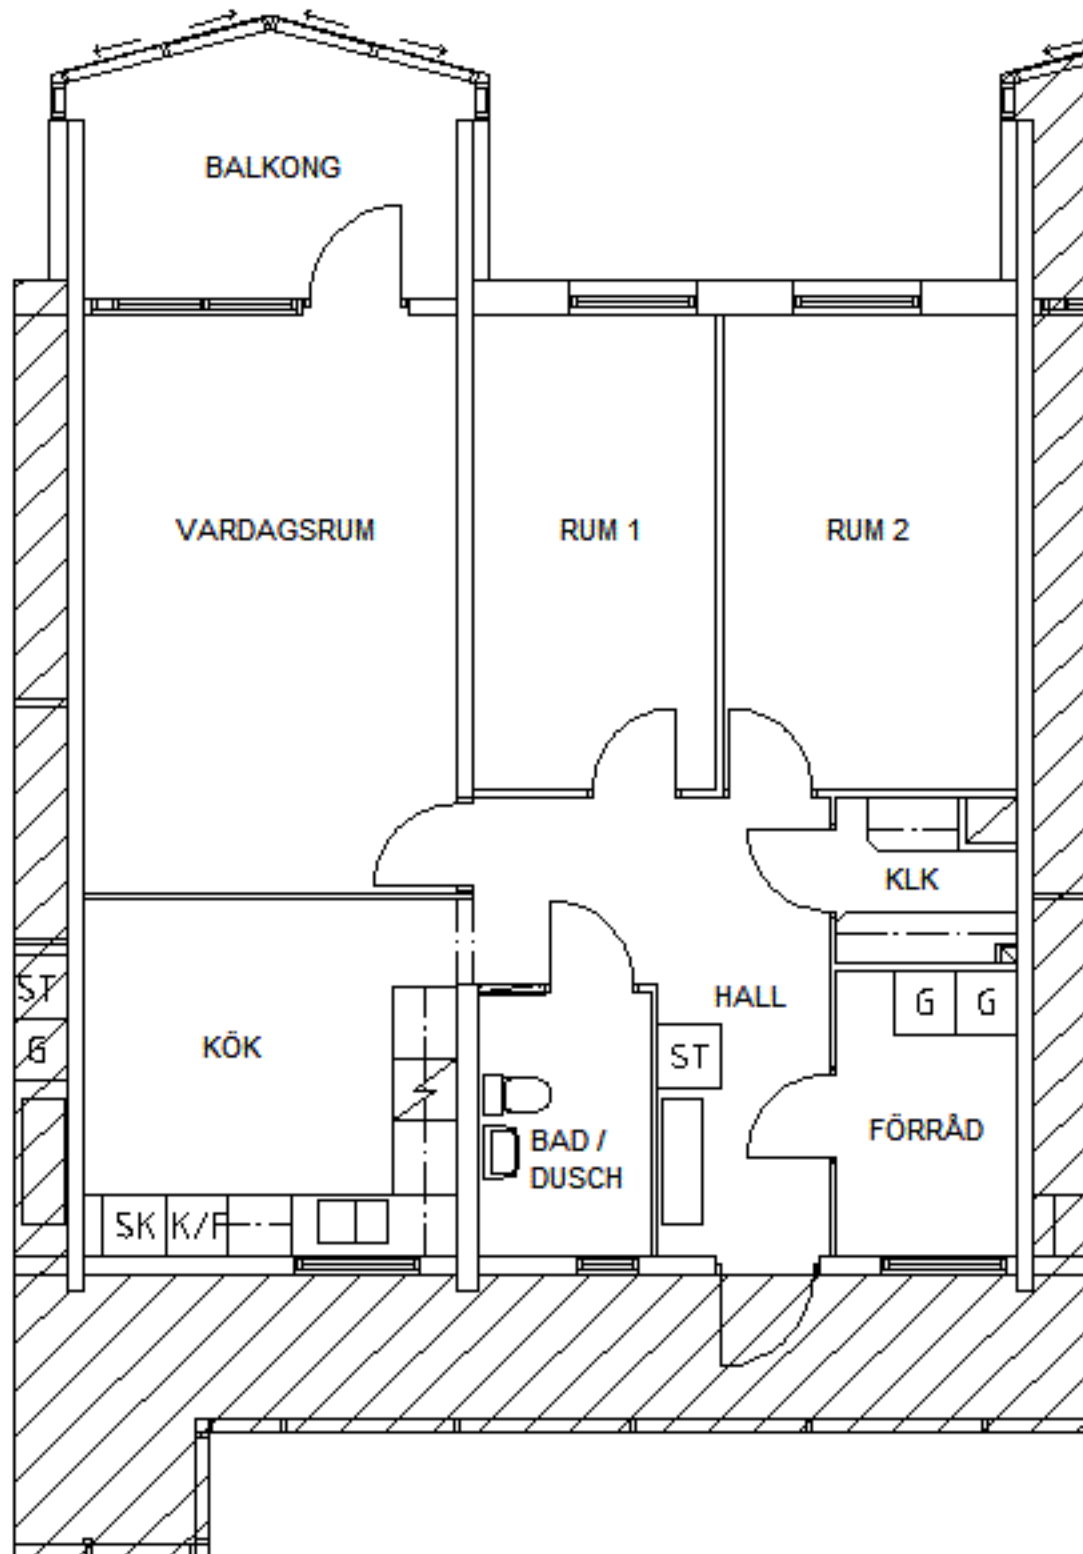 BALKONG
VARDAGSRUM
RUM 1
RUM 2
KLK
ST
G
KÖK
HALL
G
G
ST
BAD /
DUSCH
FÖRRÅD
SK
K/F